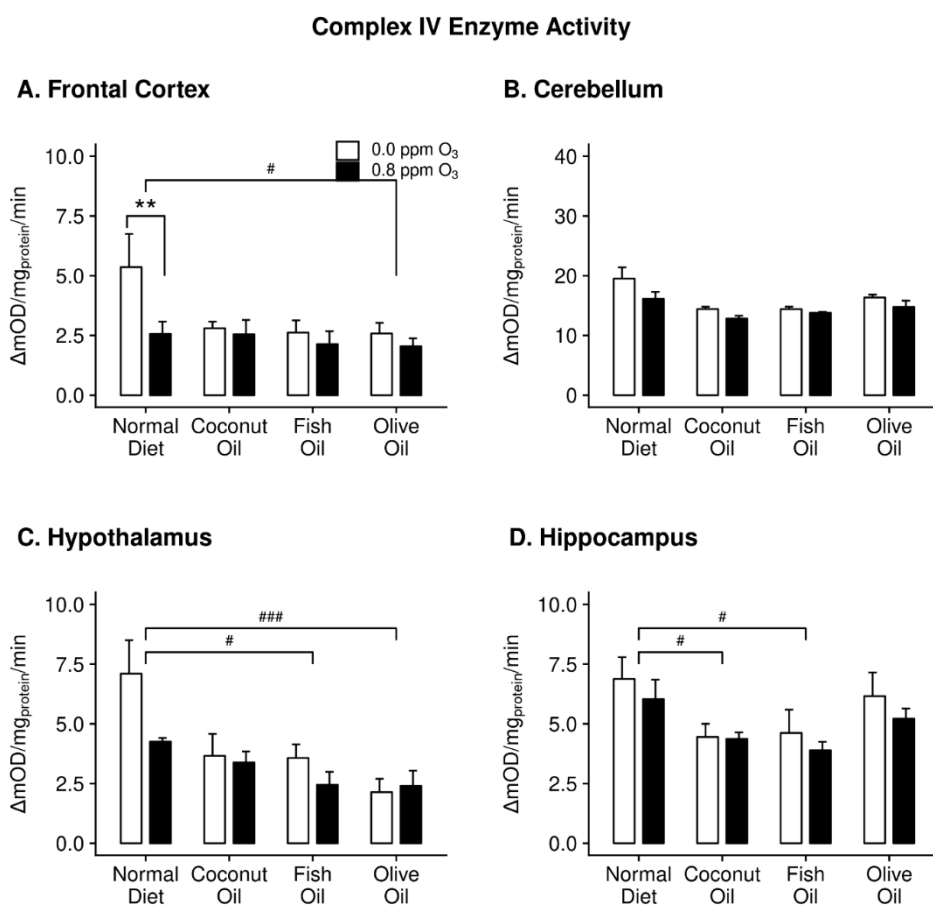 Complex IV Enzyme Activity
A. Frontal Cortex
ΔmOD/mgprotein/min
10.0
7.5
5.0
2.5
0.0
0.0 ppm O3
0.8 ppm O3
#
**
Normal Diet
Coconut Oil
Fish Oil
Olive Oil
B. Cerebellum
ΔmOD/mgprotein/min
40
30
20
10
0
Normal Diet
Coconut Oil
Fish Oil
Olive Oil
C. Hypothalamus
ΔmOD/mgprotein/min
10.0
7.5
5.0
2.5
0.0
###
#
Normal Diet
Coconut Oil
Fish Oil
Olive Oil
D. Hippocampus
ΔmOD/mgprotein/min
10.0
7.5
5.0
2.5
0.0
#
#
Normal Diet
Coconut Oil
Fish Oil
Olive Oil